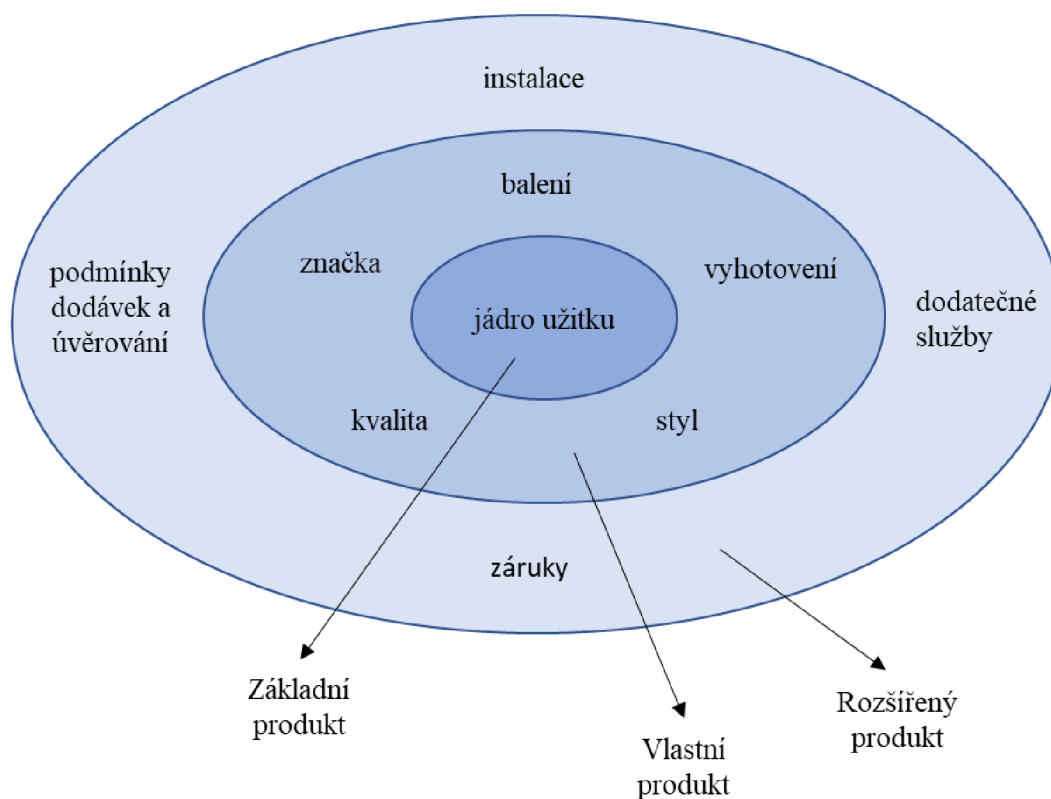 instalace
balení
značka
vyhotovení
podmínky
dodávek a
úvěrování
jádro užitku
dodatečné
služby
kvalita
styl
záruky
Základní
produkt
Vlastní
produkt
Rozšířený
produkt